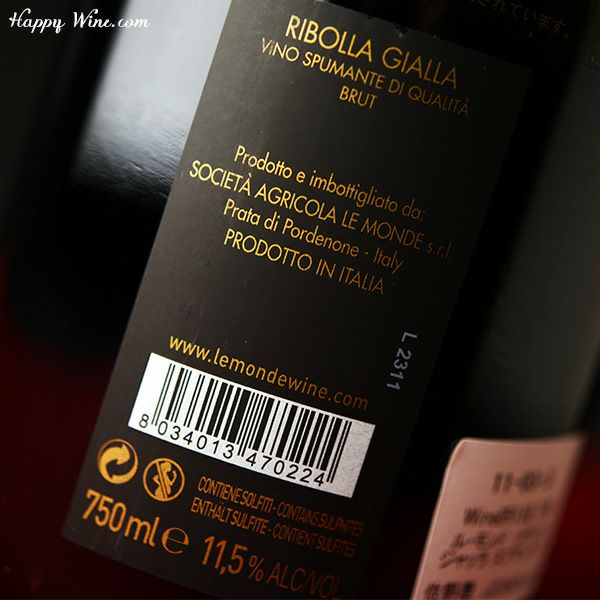 Happy Wine.com
RIBOLLA GIALLA
VINO SPUMANTE DI QUALITÀ
BRUT
Prodotto e imbottigliato da:
SOCIETÀ AGRICOLA LE MONDE s.r.l.
Prata di Pordenone - Italy
PRODOTTO IN ITALIA
L 2311
www.lemondewine.com
8 034013 470224
CONTIENE SOLFITI - CONTAINS SULPHITES
ENTHÄLT SULFITE - CONTIENT SULFITES
750 ml e 11,5% ALC/VOL